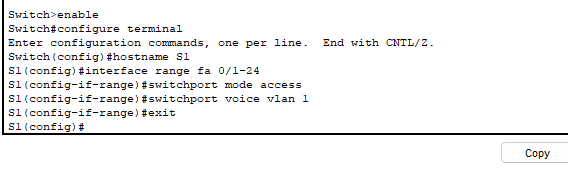 Switch>enable
Switch#configure terminal
Enter configuration commands, one per line.  End with CNTL/Z.
Switch(config)#hostname S1
S1(config)#interface range fa 0/1-24
S1(config-if-range)#switchport mode access
S1(config-if-range)#switchport voice vlan 1
S1(config-if-range)#exit
S1(config)#
Copy